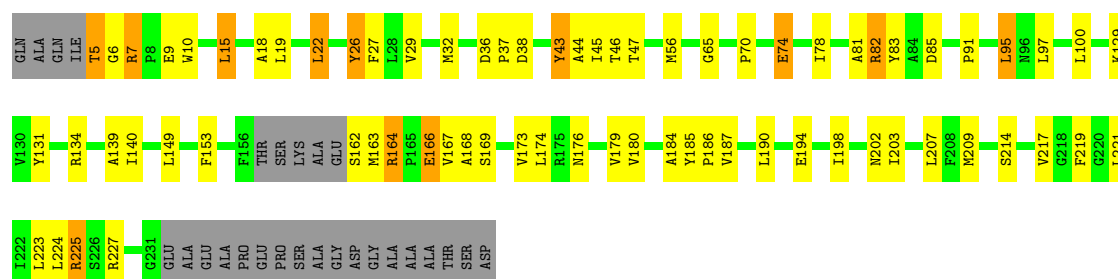 GLN ALA GLN ILE T5 G6 R7 P8 E9 W10 L15 A18 L19 L22 Y26 F27 L28 V29 M32 D36 P37 D38 Y43 A44 I45 T46 T47 M56 G65 P70 E74 I78 A81 R82 Y83 A84 D85 P91 L95 N96 L97 L100 K129
V130 Y131 R134 A139 I140 L149 F153 F156 THR SER LYS ALA GLU S162 M163 R164 P165 E166 V167 A168 S169 V173 L174 R175 N176 V179 V180 A184 Y185 P186 V187 L190 E194 I198 N202 I203 L207 F208 M209 S214 V217 G218 F219 G220 L221
I222 L223 L224 R225 S226 R227 G231 GLU ALA GLU ALA PRO GLU PRO SER ALA GLY ASP GLY ALA ALA ALA THR SER ASP